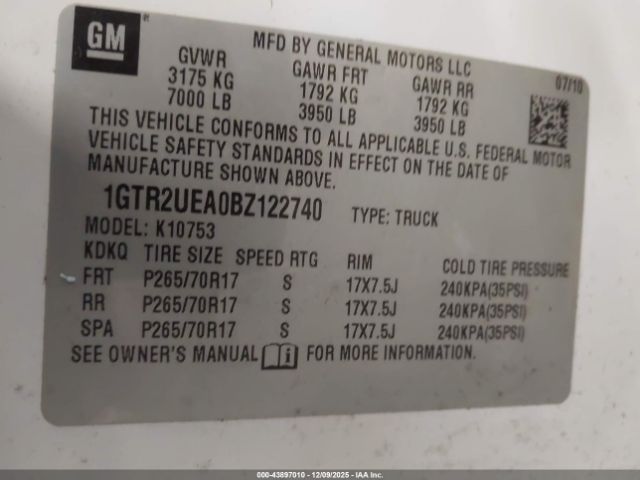 GM
MFD BY GENERAL MOTORS LLC
07/10
GVWR GAWR FRT GAWR RR
3175 KG 1792 KG 1792 KG
7000 LB 3950 LB 3950 LB
THIS VEHICLE CONFORMS TO ALL APPLICABLE U.S. FEDERAL MOTOR
VEHICLE SAFETY STANDARDS IN EFFECT ON THE DATE OF
MANUFACTURE SHOWN ABOVE.
1GTR2UEA0BZ122740 TYPE: TRUCK
MODEL: K10753
KDKQ TIRE SIZE SPEED RTG RIM COLD TIRE PRESSURE
FRT P265/70R17 S 17X7.5J 240KPA(35PSI)
RR P265/70R17 S 17X7.5J 240KPA(35PSI)
SPA P265/70R17 S 17X7.5J 240KPA(35PSI)
SEE OWNER'S MANUAL FOR MORE INFORMATION.
000-43897010 - 12/09/2025 - IAA Inc.